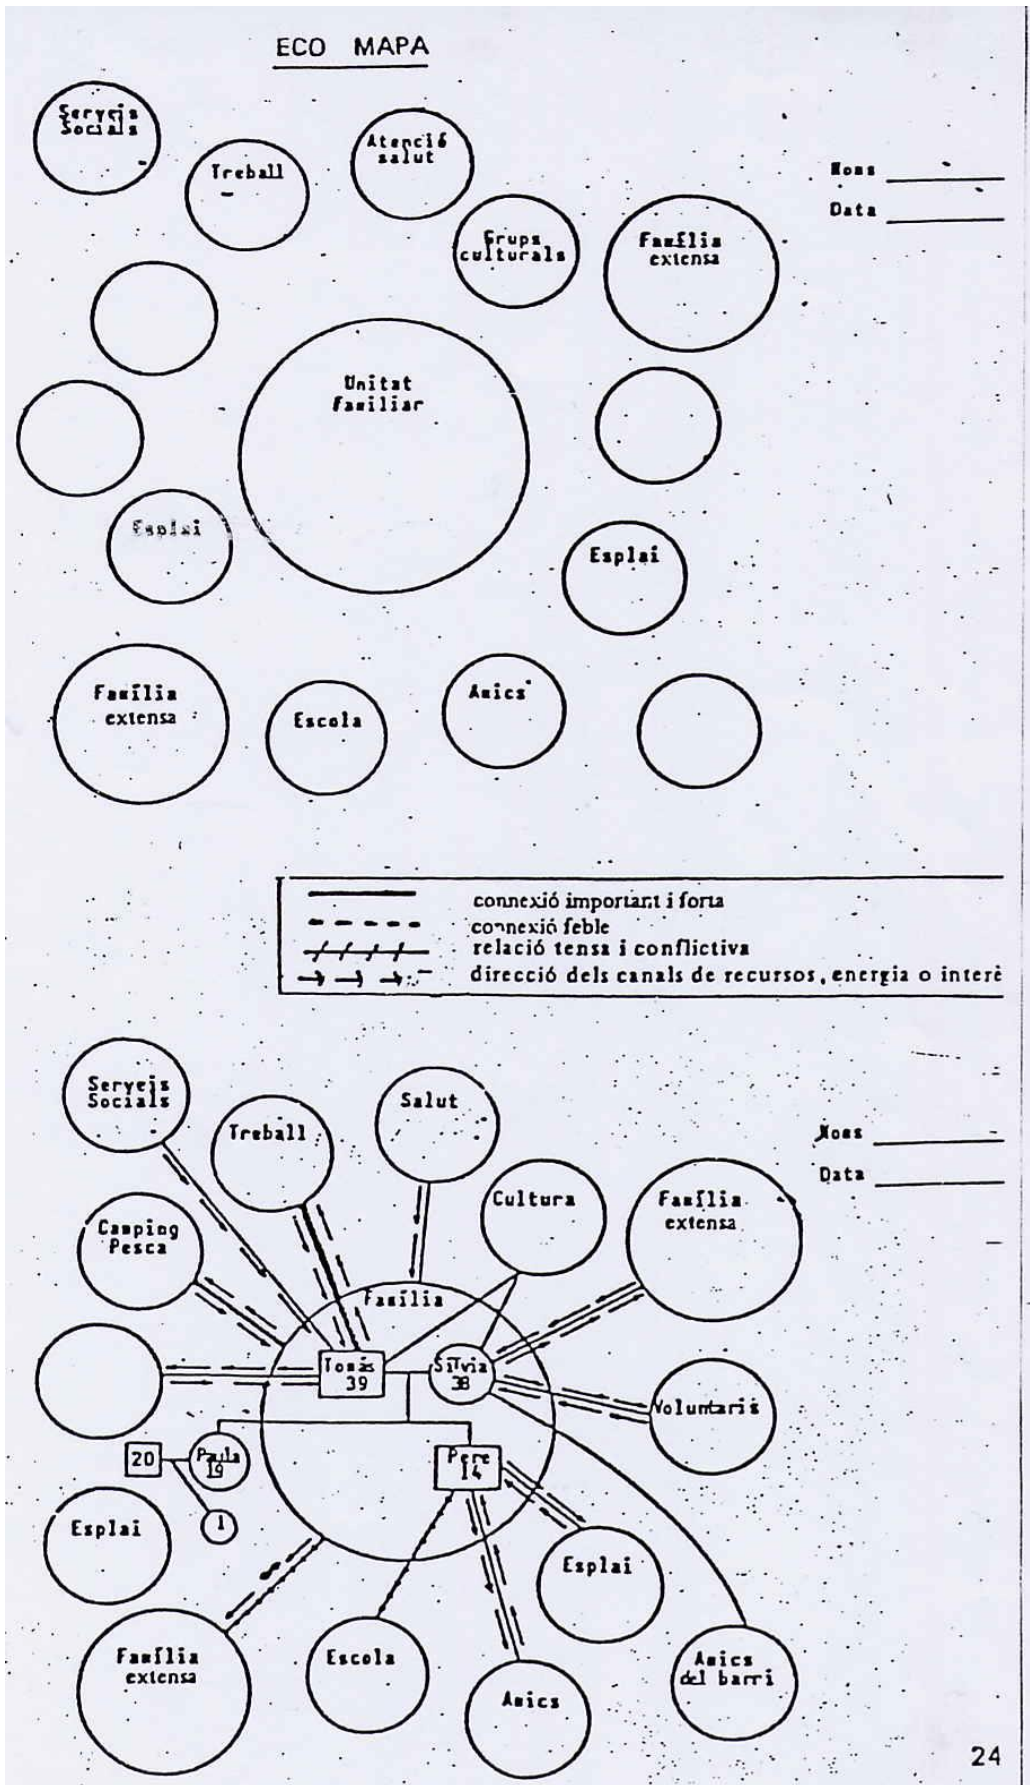 ECO MAPA
Serveis
Socials
Treball
Atenció
salut
Grups
culturals
Família
extensa
Noms
Data
Unitat
Familiar
Esplai
Esplai
Família
extensa
Escola
Amics
connexió important i forta
connexió feble
relació tensa i conflictiva
direcció dels canals de recursos, energia o interè
Serveis
Socials
Treball
Salut
Cultura
Família
extensa
Noms
Data
Camping
Pesca
Família
Tomás
39
Sílvia
38
Voluntaris
20
Paula
19
Pere
14
1
Esplai
Esplai
Família
extensa
Escola
Amics
Amics
del barri
24